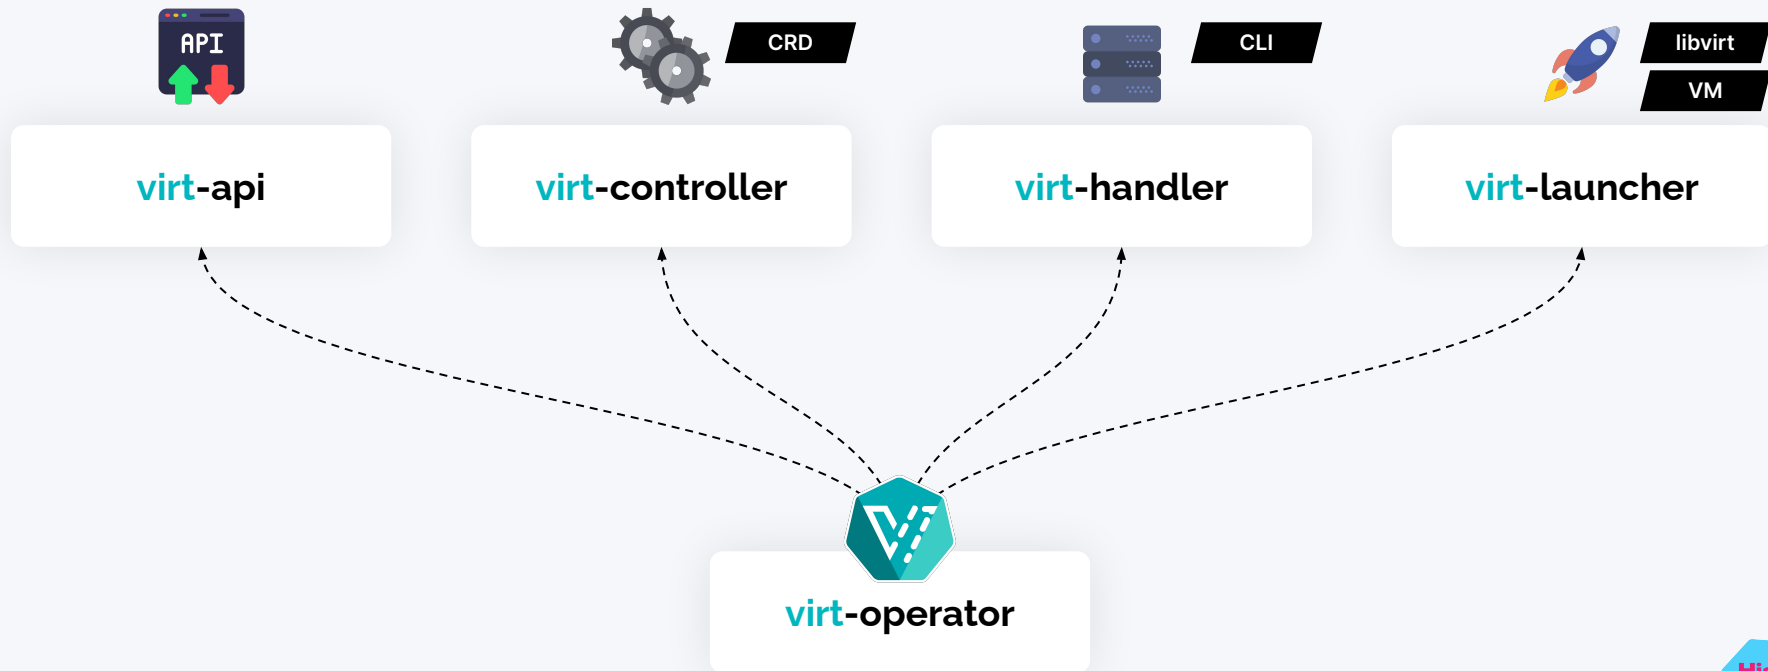 API
CRD
CLI
libvirt
VM
virt-api
virt-controller
virt-handler
virt-launcher
virt-operator